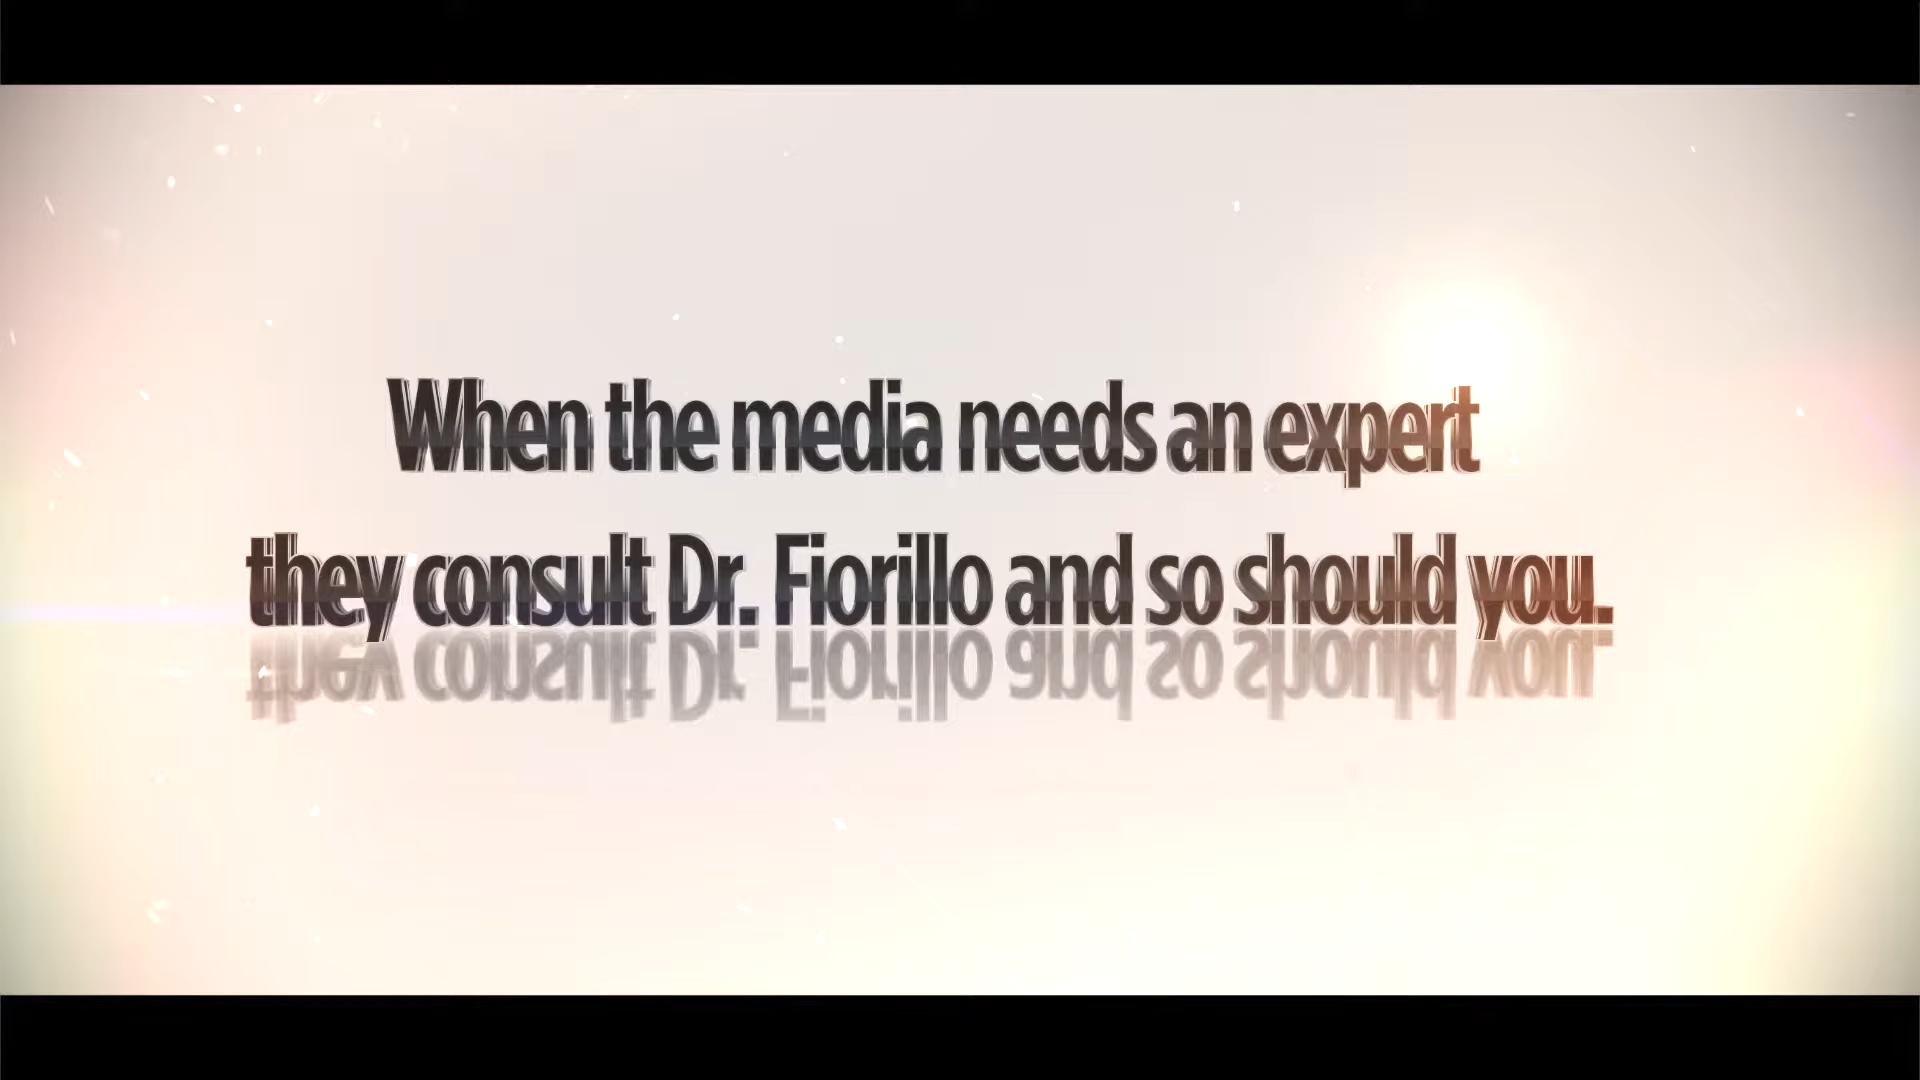 When the media needs an expert
they consult Dr. Fiorillo and so should you.